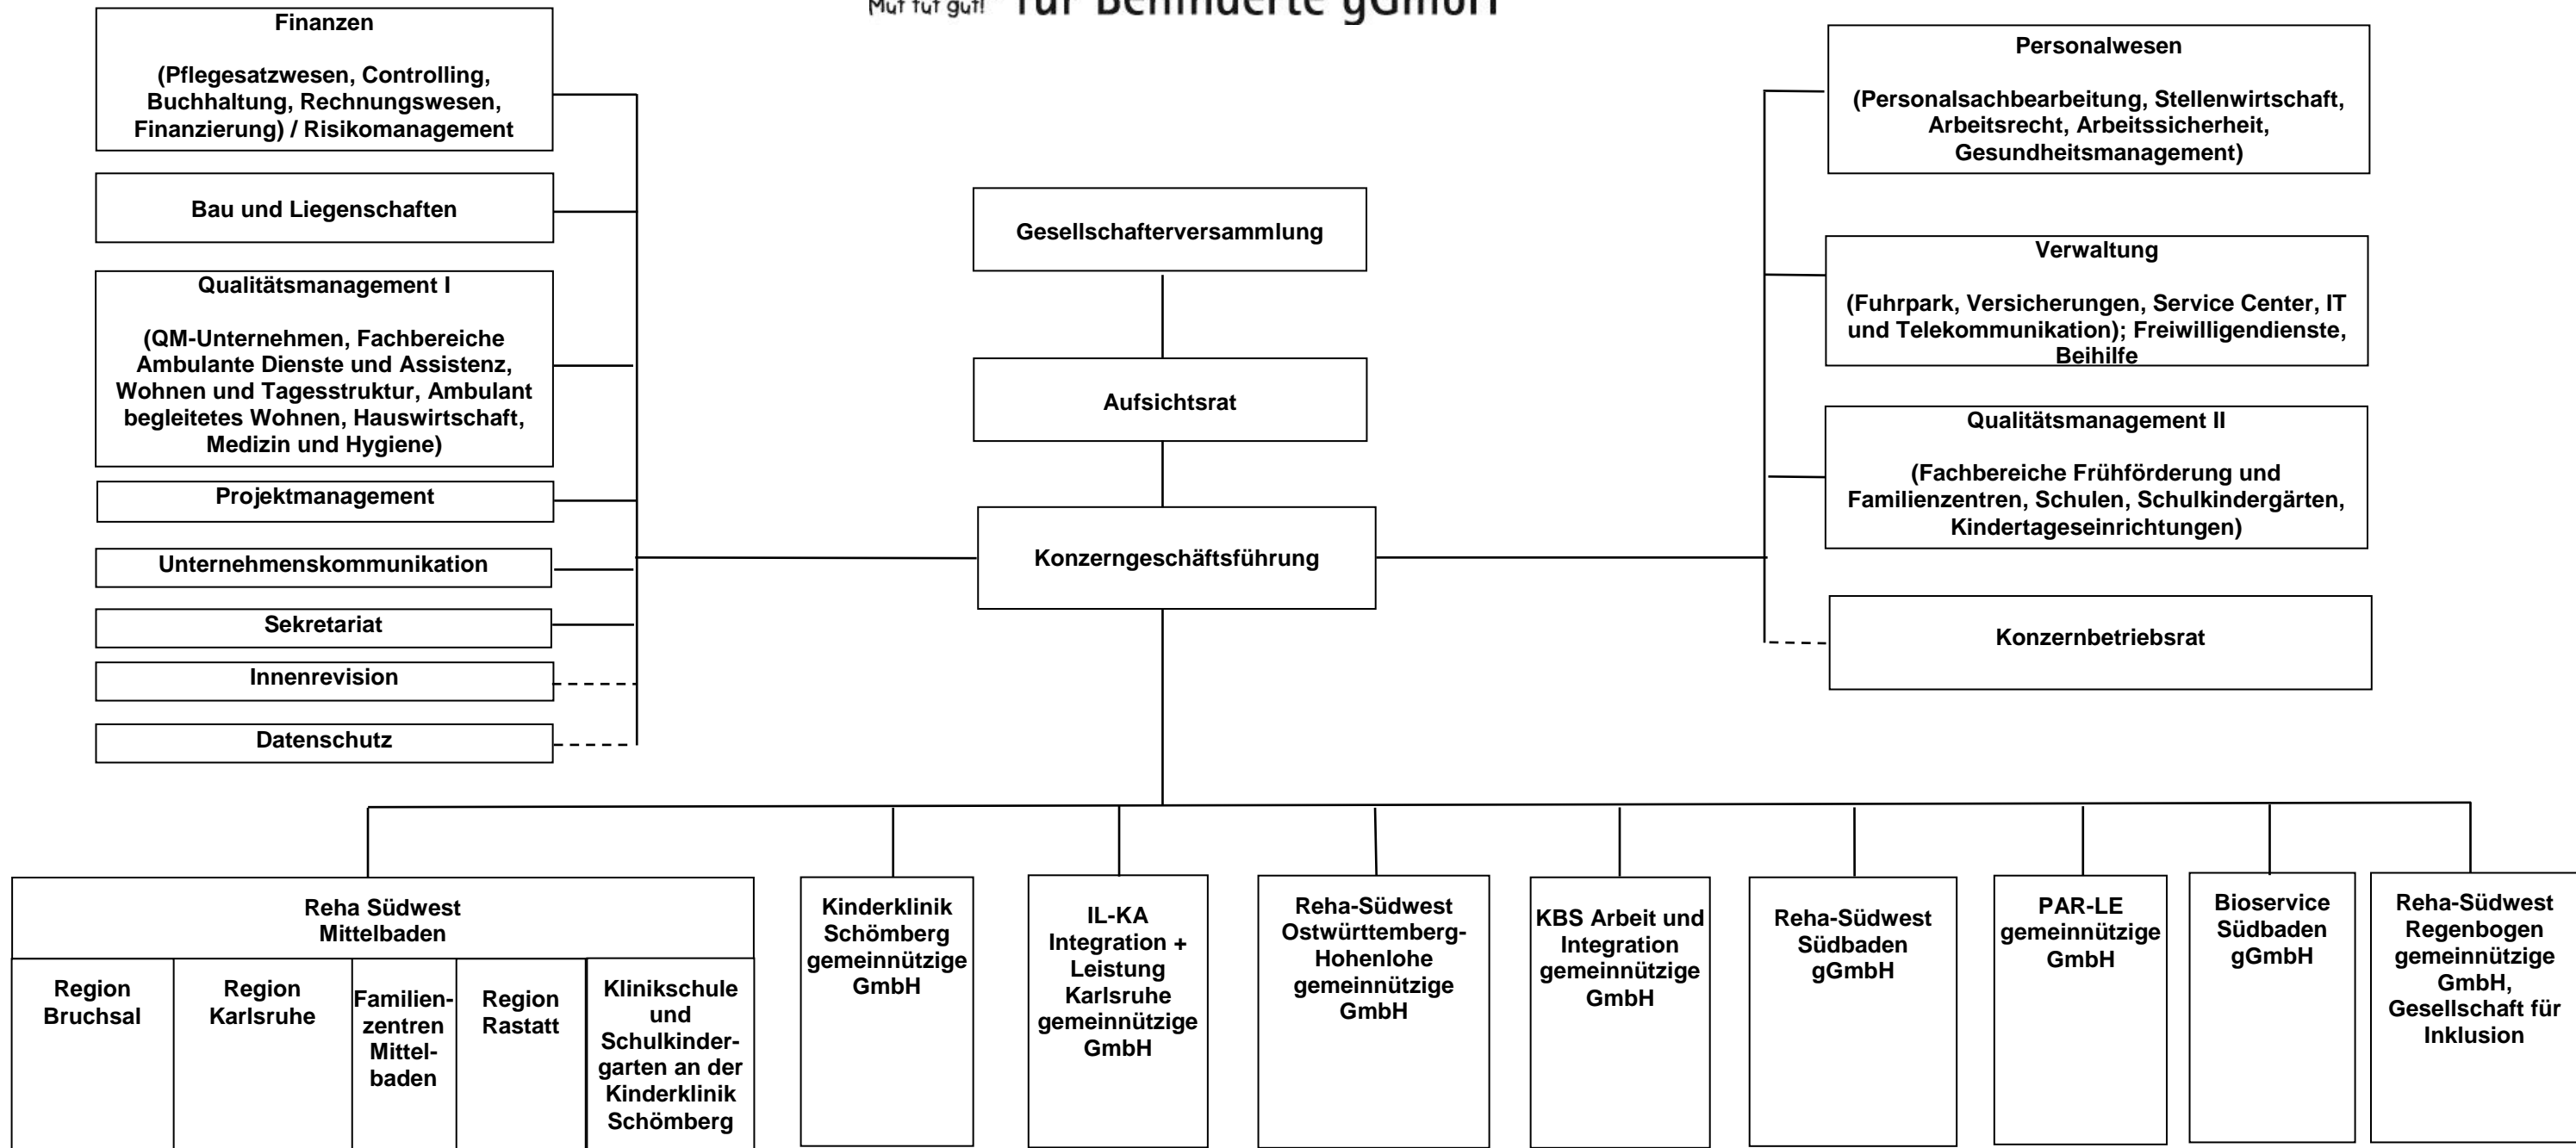 Mut tut gut! für Behinderte gGmbH
Finanzen
(Pflegesatzwesen, Controlling,
Buchhaltung, Rechnungswesen,
Finanzierung) / Risikomanagement
Bau und Liegenschaften
Qualitätsmanagement I
(QM-Unternehmen, Fachbereiche
Ambulante Dienste und Assistenz,
Wohnen und Tagesstruktur, Ambulant
begleitetes Wohnen, Hauswirtschaft,
Medizin und Hygiene)
Projektmanagement
Unternehmenskommunikation
Sekretariat
Innenrevision
Datenschutz
Gesellschafterversammlung
Aufsichtsrat
Konzerngeschäftsführung
Personalwesen
(Personalsachbearbeitung, Stellenwirtschaft,
Arbeitsrecht, Arbeitssicherheit,
Gesundheitsmanagement)
Verwaltung
(Fuhrpark, Versicherungen, Service Center, IT
und Telekommunikation); Freiwilligendienste,
Beihilfe
Qualitätsmanagement II
(Fachbereiche Frühförderung und
Familienzentren, Schulen, Schulkindergärten,
Kindertageseinrichtungen)
Konzernbetriebsrat
Reha Südwest
Mittelbaden
Region
Bruchsal
Region
Karlsruhe
Familien-
zentren
Mittel-
baden
Region
Rastatt
Klinikschule
und
Schulkinder-
garten an der
Kinderklinik
Schömberg
Kinderklinik
Schömberg
gemeinnützige
GmbH
IL-KA
Integration +
Leistung
Karlsruhe
gemeinnützige
GmbH
Reha-Südwest
Ostwürttemberg-
Hohenlohe
gemeinnützige
GmbH
KBS Arbeit und
Integration
gemeinnützige
GmbH
Reha-Südwest
Südbaden
gGmbH
PAR-LE
gemeinnützige
GmbH
Bioservice
Südbaden
gGmbH
Reha-Südwest
Regenbogen
gemeinnützige
GmbH,
Gesellschaft für
Inklusion